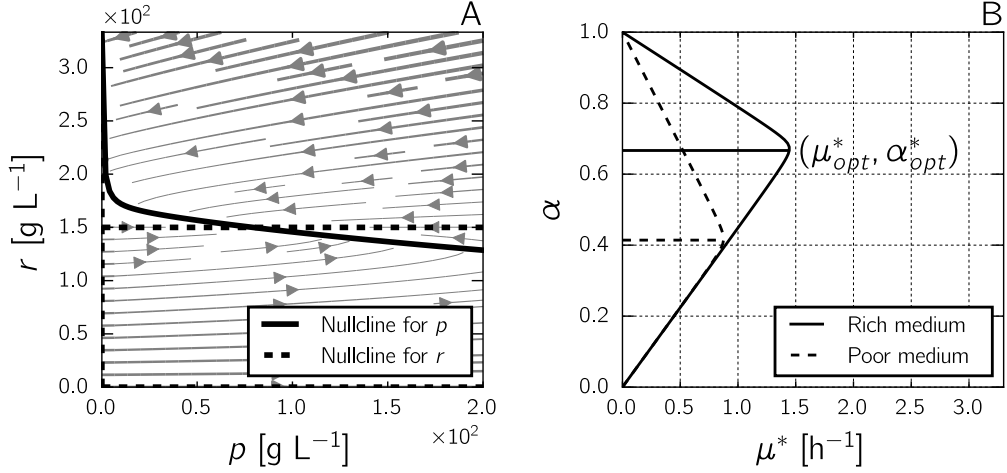 ×10²
A
3.0
2.5
2.0
1.5
1.0
0.5
0.0
r [g L⁻¹]
Nullcline for p
Nullcline for r
0.0 0.5 1.0 1.5 2.0
×10²
p [g L⁻¹]
B
1.0
0.8
0.6
0.4
0.2
0.0
α
(μ*opt, α*opt)
Rich medium
Poor medium
0.0 0.5 1.0 1.5 2.0 2.5 3.0
μ* [h⁻¹]